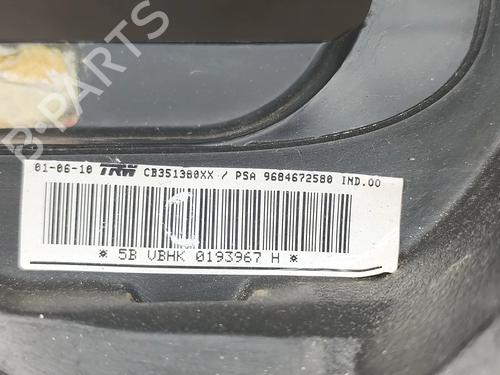 B-PARTS
01-06-10 TRW CB351380XX / PSA 9684672580 IND.00
* 5B VBHK 0193967 H *